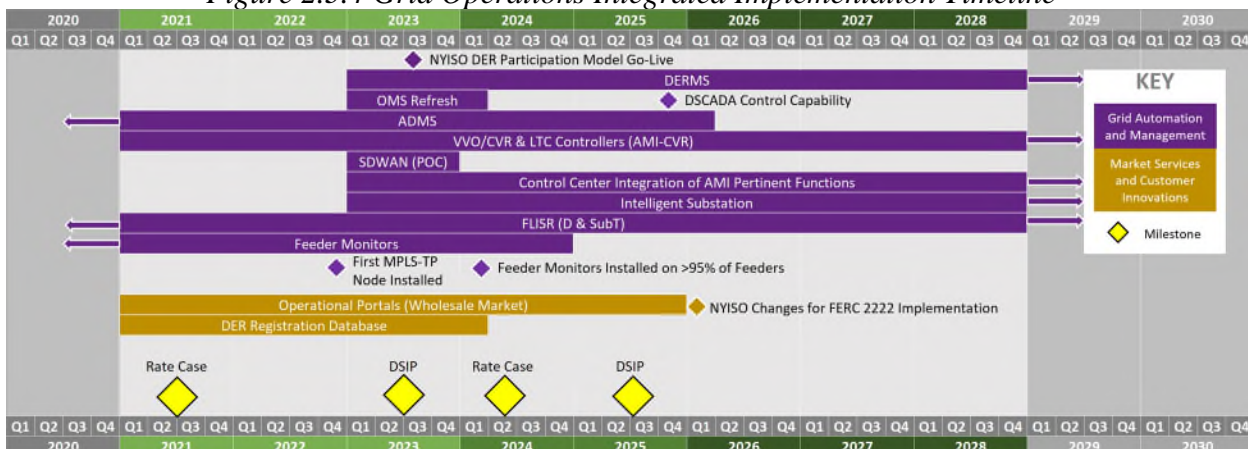 Figure 2.3.4 Grid Operations Integrated Implementation Timeline
2020 2021 2022 2023 2024 2025 2026 2027 2028 2029 2030
Q1 Q2 Q3 Q4 Q1 Q2 Q3 Q4 Q1 Q2 Q3 Q4 Q1 Q2 Q3 Q4 Q1 Q2 Q3 Q4 Q1 Q2 Q3 Q4 Q1 Q2 Q3 Q4 Q1 Q2 Q3 Q4 Q1 Q2 Q3 Q4 Q1 Q2 Q3 Q4 Q1 Q2 Q3 Q4
NYISO DER Participation Model Go-Live
DERMS
OMS Refresh
DSCADA Control Capability
ADMS
VVO/CVR & LTC Controllers (AMI-CVR)
SDWAN (POC)
Control Center Integration of AMI Pertinent Functions
Intelligent Substation
FLISR (D & SubT)
Feeder Monitors
First MPLS-TP
Node Installed
Feeder Monitors Installed on >95% of Feeders
Operational Portals (Wholesale Market)
NYISO Changes for FERC 2222 Implementation
DER Registration Database
KEY
Grid Automation
and Management
Market Services
and Customer
Innovations
Milestone
Rate Case DSIP Rate Case DSIP
Q1 Q2 Q3 Q4 Q1 Q2 Q3 Q4 Q1 Q2 Q3 Q4 Q1 Q2 Q3 Q4 Q1 Q2 Q3 Q4 Q1 Q2 Q3 Q4 Q1 Q2 Q3 Q4 Q1 Q2 Q3 Q4 Q1 Q2 Q3 Q4 Q1 Q2 Q3 Q4 Q1 Q2 Q3 Q4
2020 2021 2022 2023 2024 2025 2026 2027 2028 2029 2030